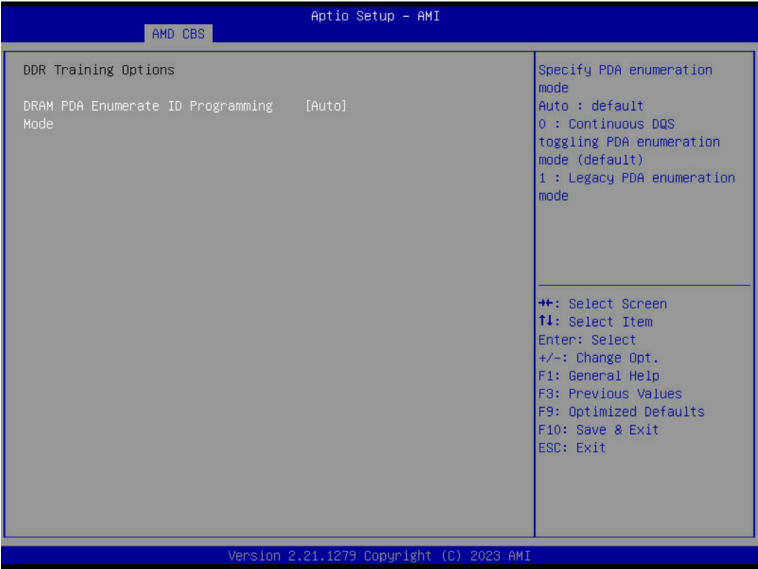 Aptio Setup – AMI
AMD CBS
DDR Training Options
DRAM PDA Enumerate ID Programming [Auto]
Mode
Specify PDA enumeration
mode
Auto : default
0 : Continuous DQS
toggling PDA enumeration
mode (default)
1 : Legacy PDA enumeration
mode
→←: Select Screen
↑↓: Select Item
Enter: Select
+/-: Change Opt.
F1: General Help
F3: Previous Values
F9: Optimized Defaults
F10: Save & Exit
ESC: Exit
Version 2.21.1279 Copyright (C) 2023 AMI